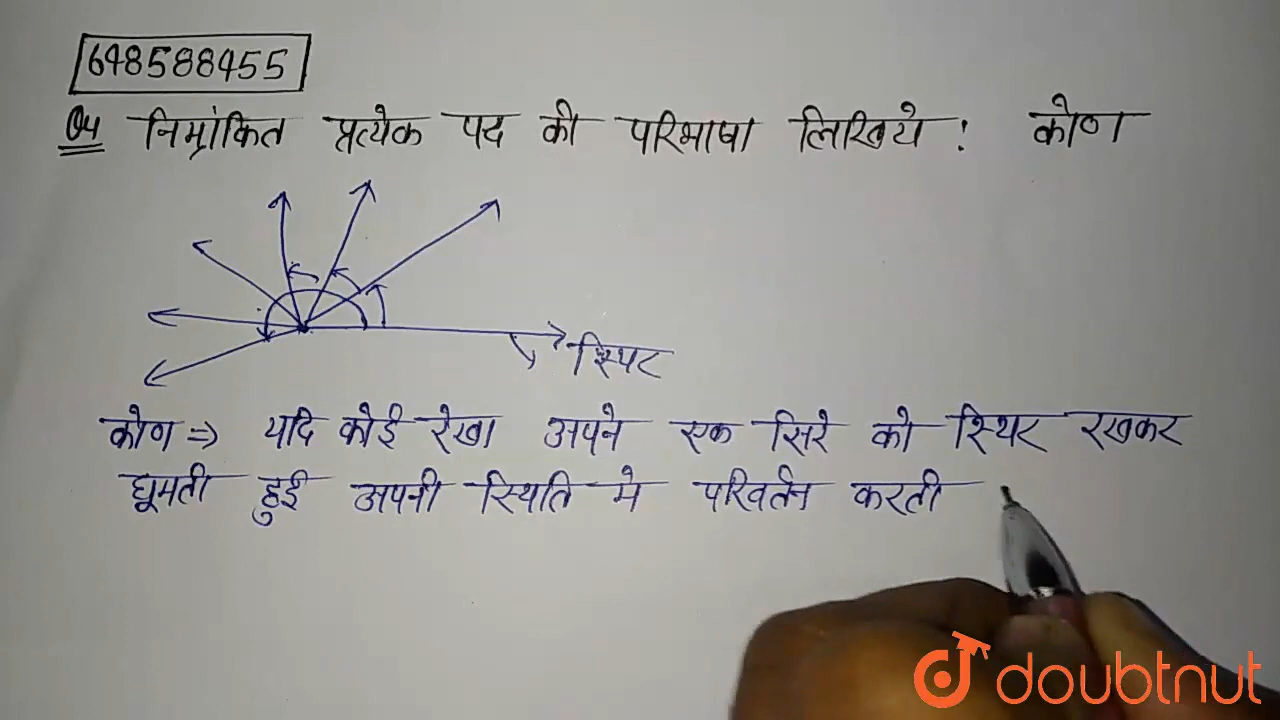 648588455
Q4 निम्नांकित प्रत्येक पद की परिभाषा लिखिये : कोण
स्थिर
कोण => यदि कोई रेखा अपने एक सिरे को स्थिर रखकर
घूमती हुई अपनी स्थिति मे परिवर्तन करती
doubtnut